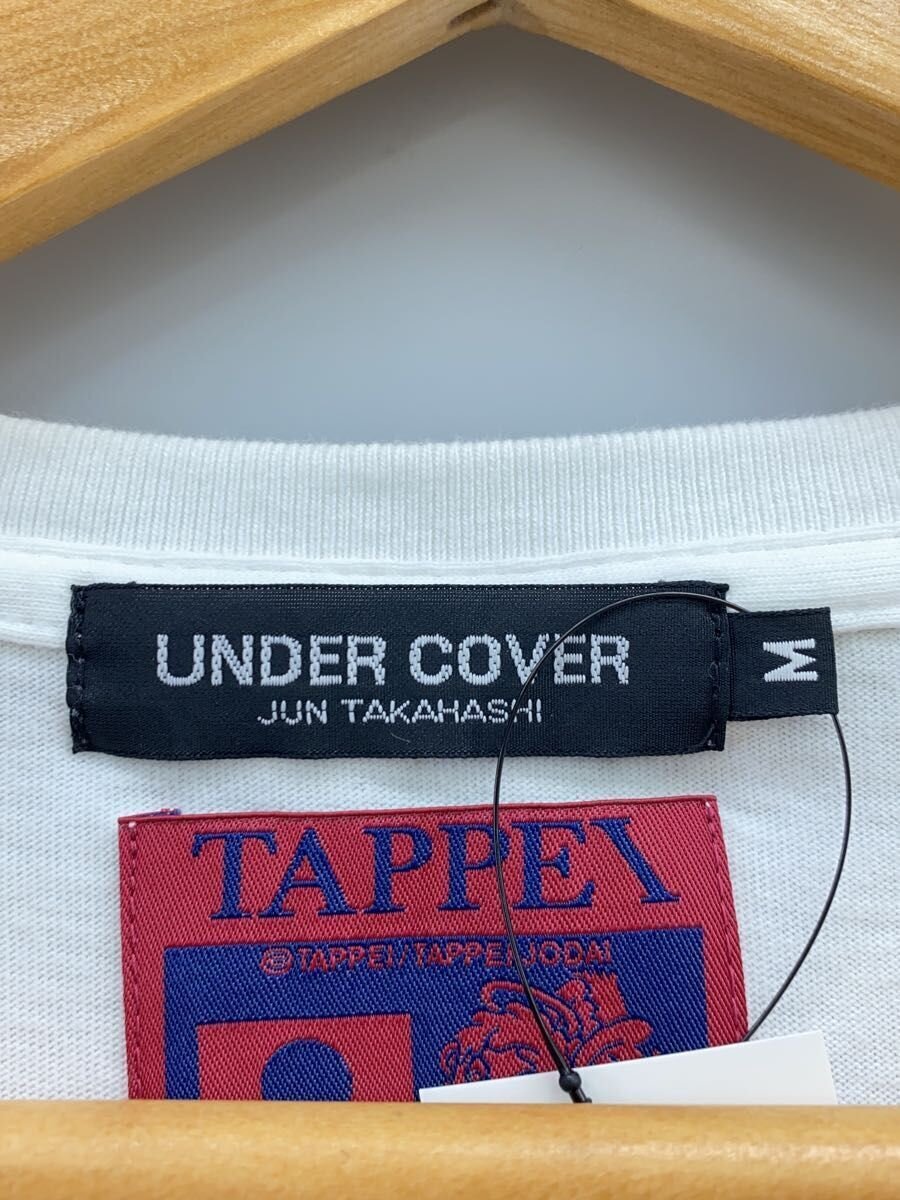 UNDER COVER
JUN TAKAHASHI
M
TAPPEI
@TAPPEI/TAPPEI JODAI